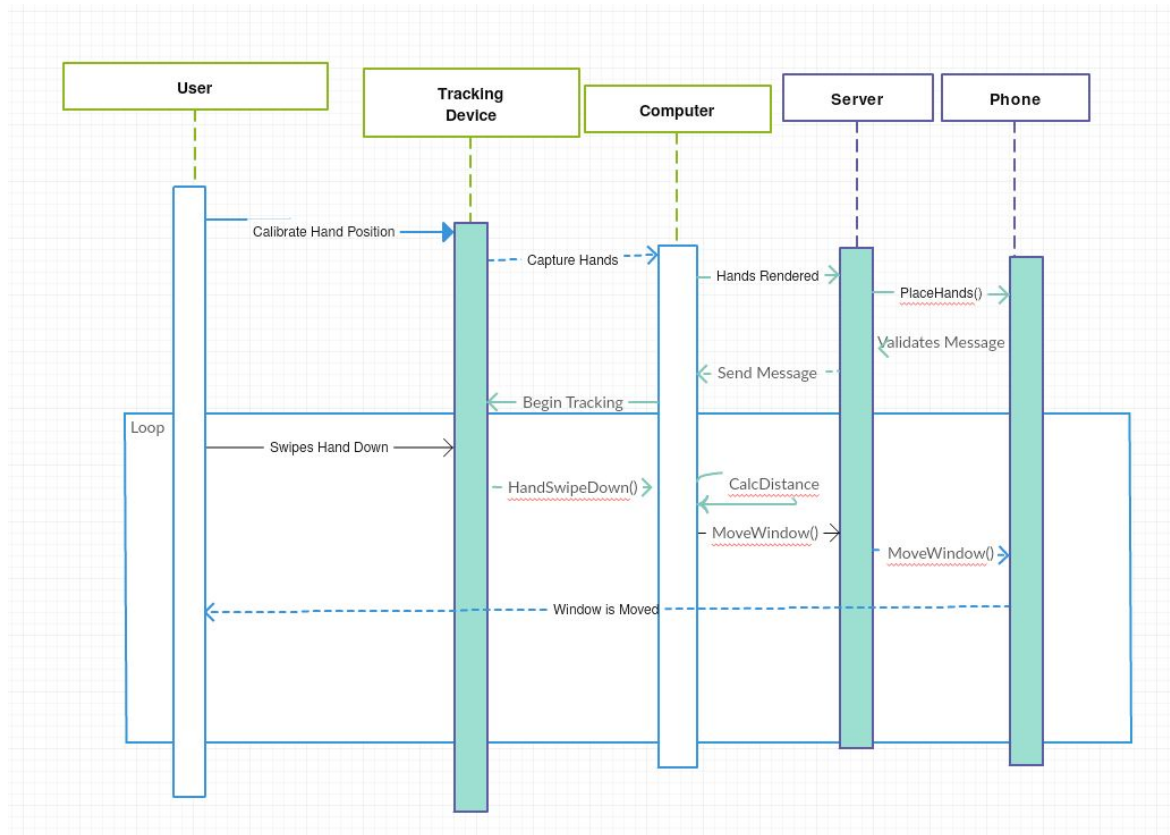 User
Tracking
Device
Computer
Server
Phone
Calibrate Hand Position
Capture Hands
Hands Rendered
PlaceHands()
Validates Message
Send Message
Begin Tracking
Loop
Swipes Hand Down
HandSwipeDown()
CalcDistance
MoveWindow()
MoveWindow()
Window is Moved